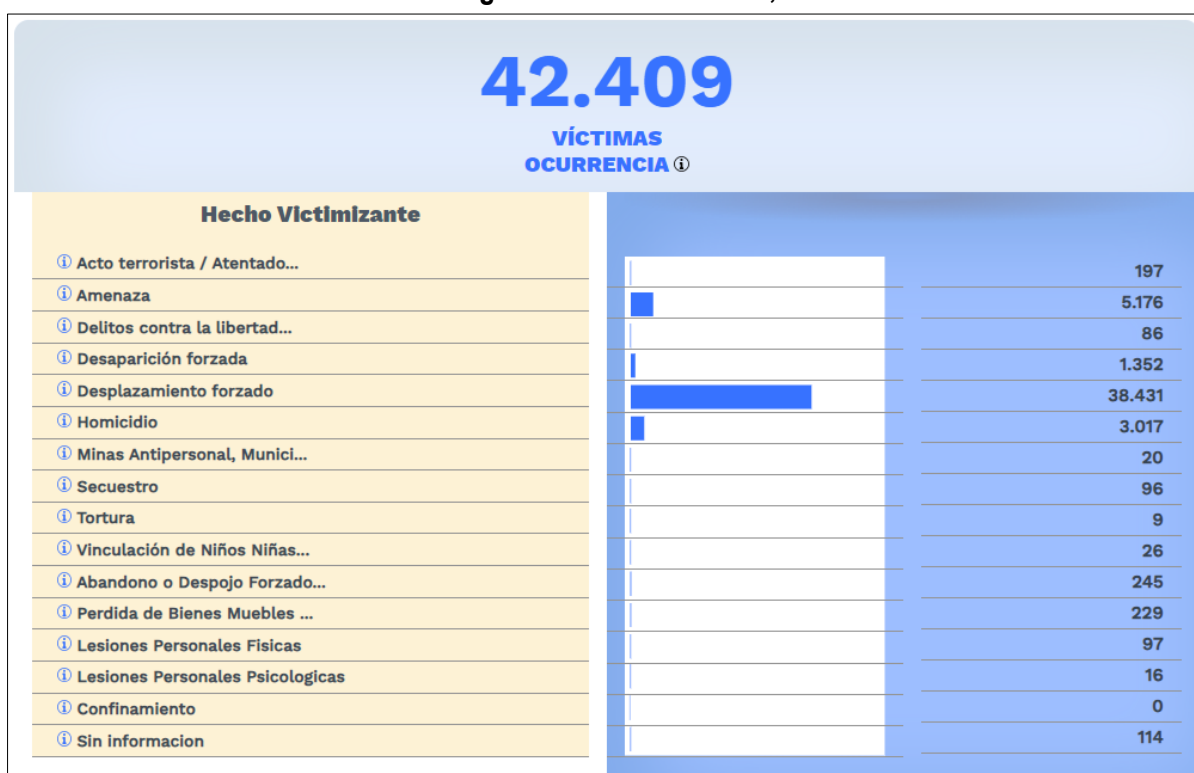 42.409
VÍCTIMAS
OCURRENCIA
Hecho Victimizante
Acto terrorista / Atentado... 197
Amenaza 5.176
Delitos contra la libertad... 86
Desaparición forzada 1.352
Desplazamiento forzado 38.431
Homicidio 3.017
Minas Antipersonal, Munici... 20
Secuestro 96
Tortura 9
Vinculación de Niños Niñas... 26
Abandono o Despojo Forzado... 245
Perdida de Bienes Muebles ... 229
Lesiones Personales Fisicas 97
Lesiones Personales Psicologicas 16
Confinamiento 0
Sin informacion 114